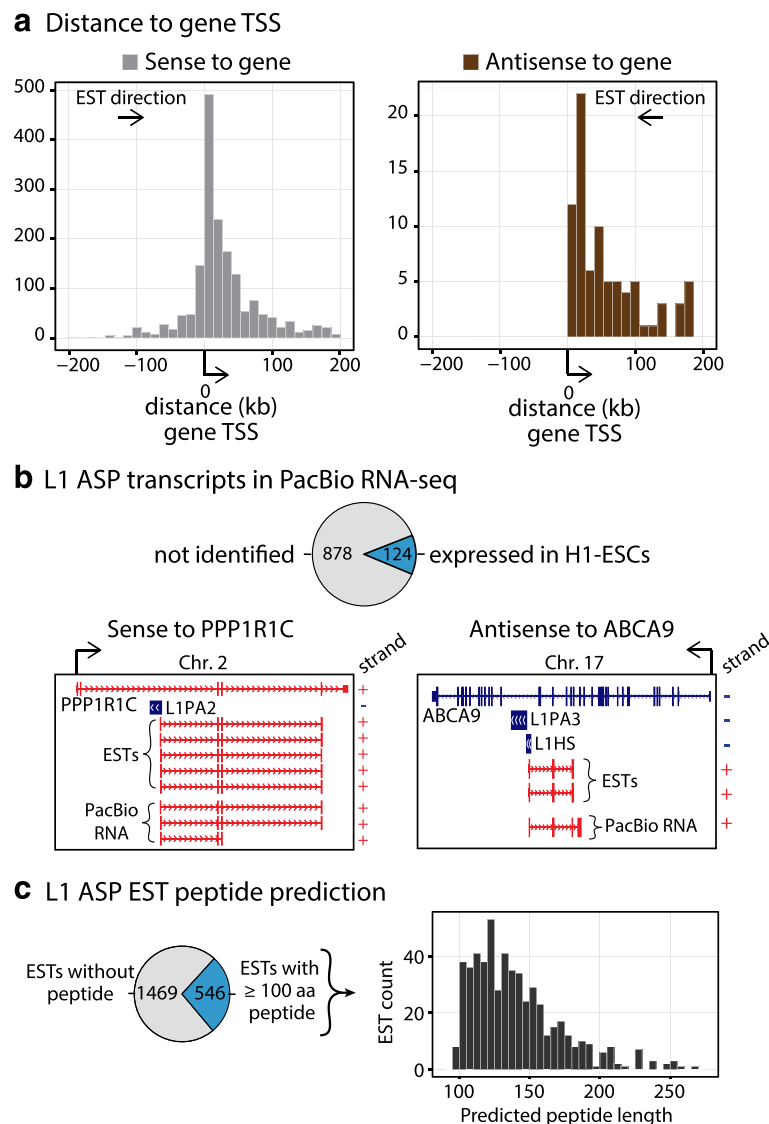 a Distance to gene TSS
Sense to gene
Antisense to gene
EST direction
500
400
300
200
100
0
−200
−100
0
100
200
distance (kb)
gene TSS
EST direction
20
15
10
5
0
−200
−100
0
100
200
distance (kb)
gene TSS
b L1 ASP transcripts in PacBio RNA-seq
not identified
878
124
expressed in H1-ESCs
Sense to PPP1R1C
Chr. 2
strand
PPP1R1C
+
L1PA2
-
ESTs
+
+
+
+
+
PacBio
RNA
+
+
+
Antisense to ABCA9
Chr. 17
strand
ABCA9
-
L1PA3
-
L1HS
-
ESTs
+
+
PacBio RNA
+
c L1 ASP EST peptide prediction
ESTs without
peptide
1469
546
ESTs with
≥ 100 aa
peptide
EST count
40
20
0
100
150
200
250
Predicted peptide length